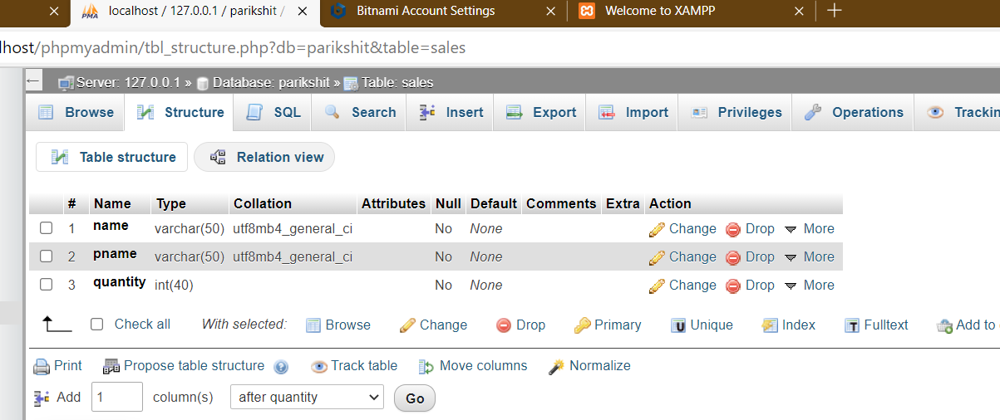 localhost / 127.0.0.1 / parikshit / Bitnami Account Settings Welcome to XAMPP
lhost/phpmyadmin/tbl_structure.php?db=parikshit&table=sales
Server: 127.0.0.1 » Database: parikshit » Table: sales
Browse Structure SQL Search Insert Export Import Privileges Operations Trackin
Table structure Relation view
# Name Type Collation Attributes Null Default Comments Extra Action
1 name varchar(50) utf8mb4_general_ci No None Change Drop More
2 pname varchar(50) utf8mb4_general_ci No None Change Drop More
3 quantity int(40) No None Change Drop More
Check all With selected: Browse Change Drop Primary Unique Index Fulltext Add to
Print Propose table structure Track table Move columns Normalize
Add 1 column(s) after quantity Go